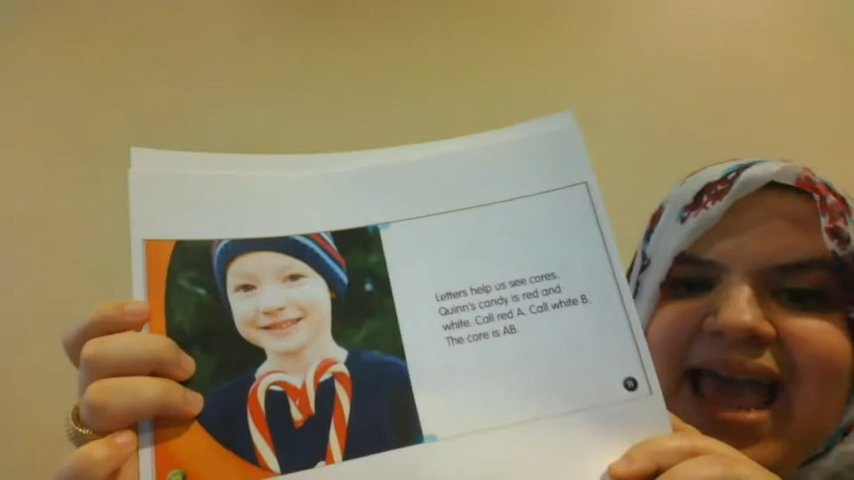 Letters help us see cores.
Quinn's candy is red and
white. Call red A. Call white B.
The core is AB.